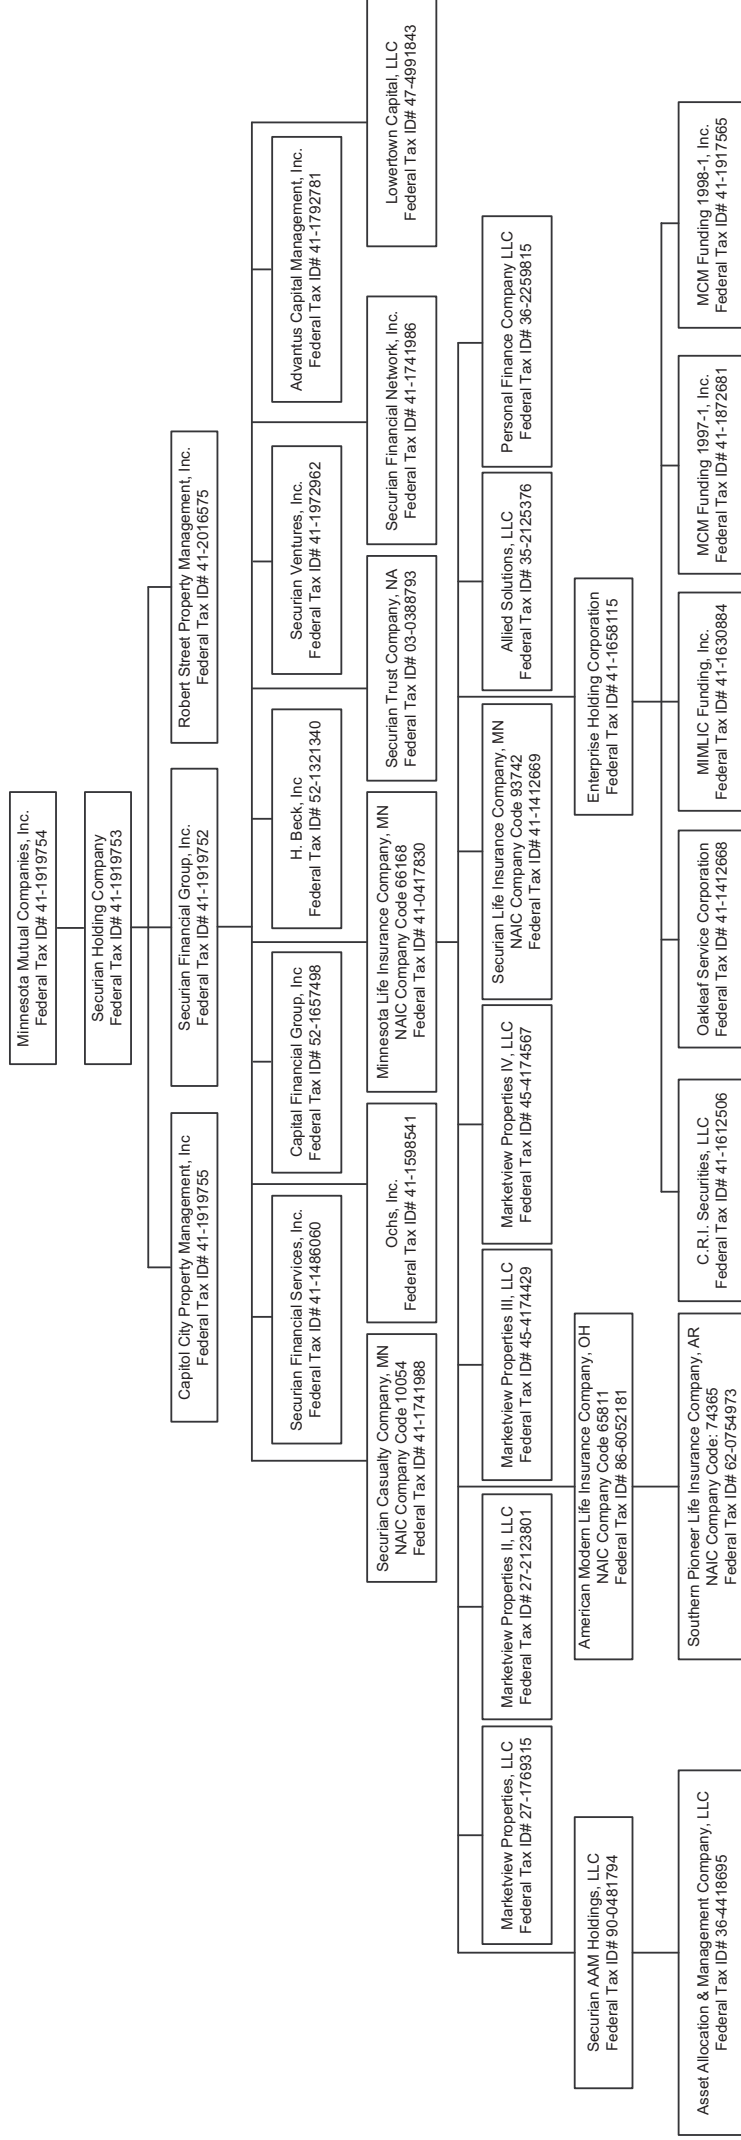 Minnesota Mutual Companies, Inc.
Federal Tax ID# 41-1919754
Securian Holding Company
Federal Tax ID# 41-1919753
Capitol City Property Management, Inc
Federal Tax ID# 41-1919755
Securian Financial Group, Inc.
Federal Tax ID# 41-1919752
Robert Street Property Management, Inc.
Federal Tax ID# 41-2016575
Securian Financial Services, Inc.
Federal Tax ID# 41-1486060
Capital Financial Group, Inc
Federal Tax ID# 52-1657498
H. Beck, Inc
Federal Tax ID# 52-1321340
Securian Ventures, Inc.
Federal Tax ID# 41-1972962
Advantus Capital Management, Inc.
Federal Tax ID# 41-1792781
Securian Casualty Company, MN
NAIC Company Code 10054
Federal Tax ID# 41-1741988
Ochs, Inc.
Federal Tax ID# 41-1598541
Minnesota Life Insurance Company, MN
NAIC Company Code 66168
Federal Tax ID# 41-0417830
Securian Trust Company, NA
Federal Tax ID# 03-0388793
Securian Financial Network, Inc.
Federal Tax ID# 41-1741986
Lowertown Capital, LLC
Federal Tax ID# 47-4991843
Marketview Properties, LLC
Federal Tax ID# 27-1769315
Marketview Properties II, LLC
Federal Tax ID# 27-2123801
Marketview Properties III, LLC
Federal Tax ID# 45-4174429
Marketview Properties IV, LLC
Federal Tax ID# 45-4174567
Securian Life Insurance Company, MN
NAIC Company Code 93742
Federal Tax ID# 41-1412669
Allied Solutions, LLC
Federal Tax ID# 35-2125376
Personal Finance Company LLC
Federal Tax ID# 36-2259815
Securian AAM Holdings, LLC
Federal Tax ID# 90-0481794
American Modern Life Insurance Company, OH
NAIC Company Code 65811
Federal Tax ID# 86-6052181
Enterprise Holding Corporation
Federal Tax ID# 41-1658115
Asset Allocation & Management Company, LLC
Federal Tax ID# 36-4418695
Southern Pioneer Life Insurance Company, AR
NAIC Company Code: 74365
Federal Tax ID# 62-0754973
C.R.I. Securities, LLC
Federal Tax ID# 41-1612506
Oakleaf Service Corporation
Federal Tax ID# 41-1412668
MIMLIC Funding, Inc.
Federal Tax ID# 41-1630884
MCM Funding 1997-1, Inc.
Federal Tax ID# 41-1872681
MCM Funding 1998-1, Inc.
Federal Tax ID# 41-1917565